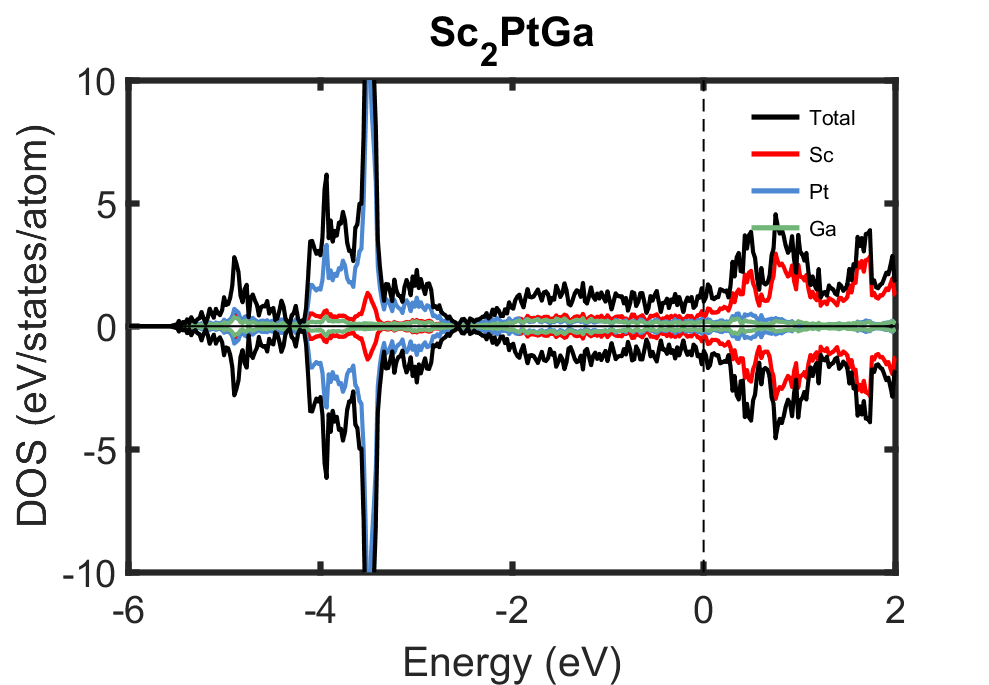 Sc2PtGa
10
5
0
-5
-10
DOS (eV/states/atom)
Total
Sc
Pt
Ga
-6 -4 -2 0 2
Energy (eV)